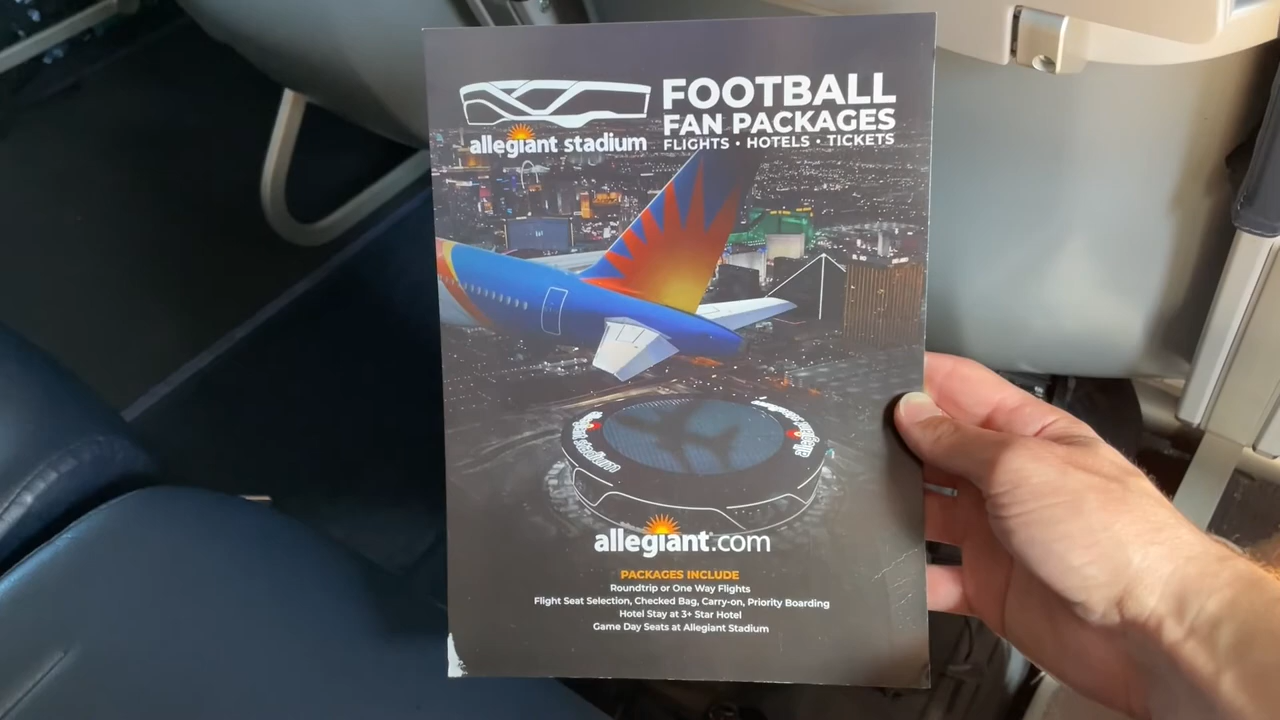 allegiant stadium
FOOTBALL
FAN PACKAGES
FLIGHTS • HOTELS • TICKETS
allegiant stadium
allegiant.com
PACKAGES INCLUDE
Roundtrip or One Way Flights
Flight Seat Selection, Checked Bag, Carry-on, Priority Boarding
Hotel Stay at 3+ Star Hotel
Game Day Seats at Allegiant Stadium